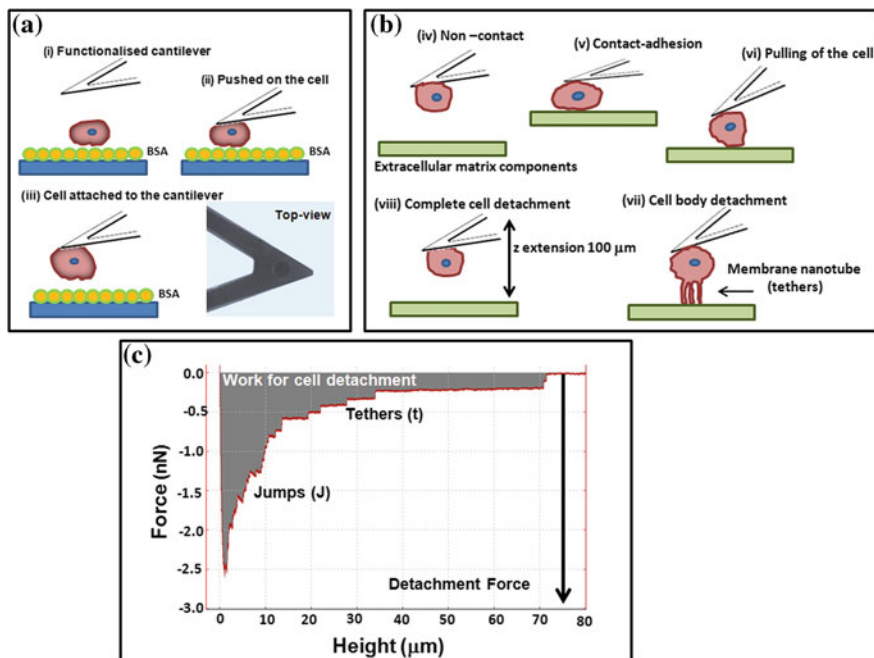 (a)
(i) Functionalised cantilever
(ii) Pushed on the cell
BSA
BSA
(iii) Cell attached to the cantilever
Top-view
BSA
(b)
(iv) Non –contact
(v) Contact-adhesion
(vi) Pulling of the cell
Extracellular matrix components
(viii) Complete cell detachment
(vii) Cell body detachment
z extension 100 µm
Membrane nanotube
(tethers)
(c)
Work for cell detachment
Tethers (t)
Jumps (J)
Detachment Force
Force (nN)
0.0
-0.5
-1.0
-1.5
-2.0
-2.5
-3.0
0 10 20 30 40 50 60 70 80
Height (µm)